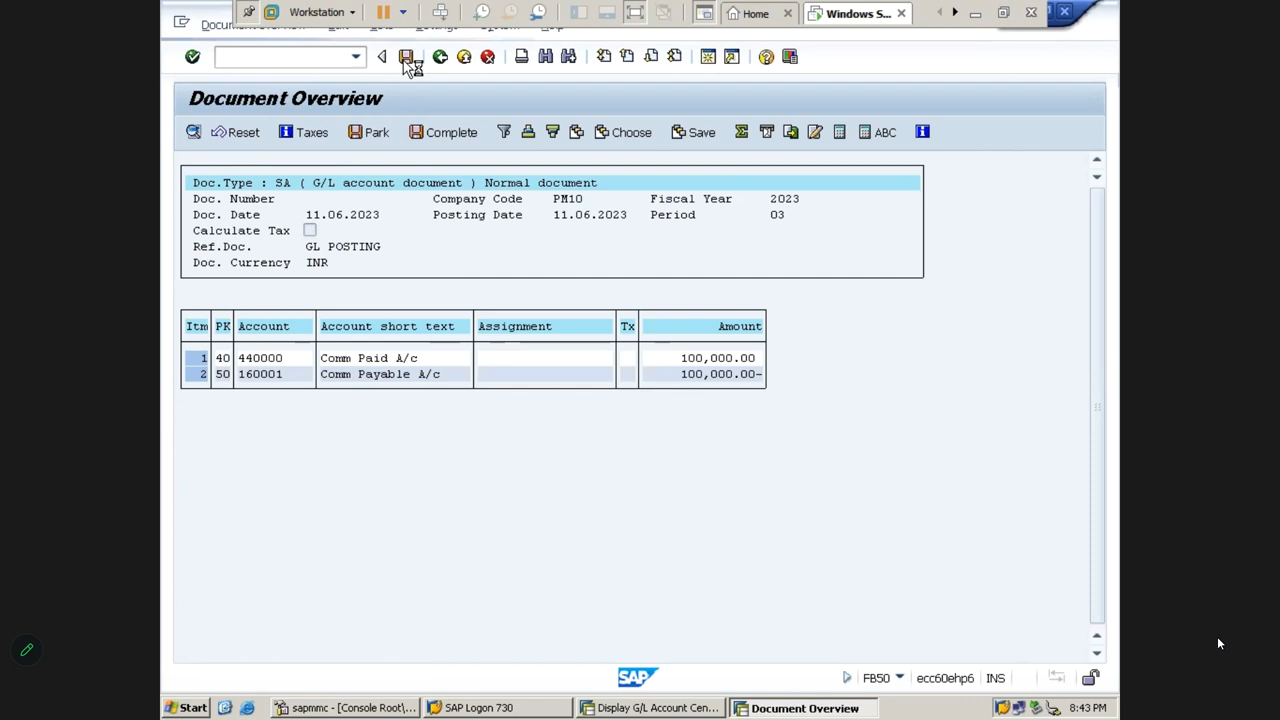 Workstation
Home
Windows S...
Document Overview
Reset
Taxes
Park
Complete
Choose
Save
ABC
Doc.Type : SA ( G/L account document ) Normal document
Doc. Number Company Code PM10 Fiscal Year 2023
Doc. Date 11.06.2023 Posting Date 11.06.2023 Period 03
Calculate Tax
Ref.Doc. GL POSTING
Doc. Currency INR
Itm PK Account Account short text Assignment Tx Amount
1 40 440000 Comm Paid A/c 100,000.00
2 50 160001 Comm Payable A/c 100,000.00-
SAP
FB50
ecc60ehp6
INS
Start
sapmmc - [Console Root\...
SAP Logon 730
Display G/L Account Cen...
Document Overview
8:43 PM